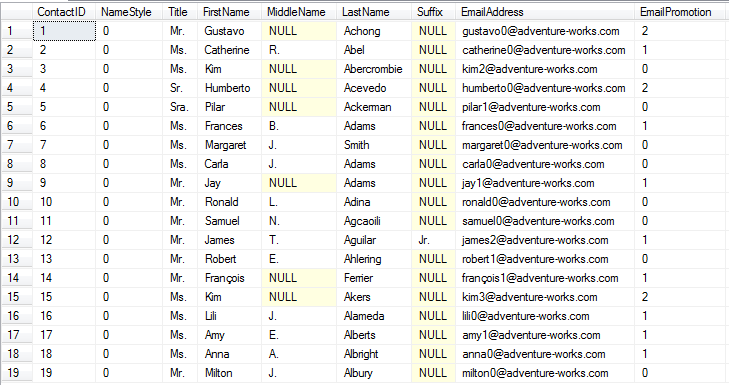 ContactID NameStyle Title FirstName MiddleName LastName Suffix EmailAddress EmailPromotion
1 1 0 Mr. Gustavo NULL Achong NULL gustavo0@adventure-works.com 2
2 2 0 Ms. Catherine R. Abel NULL catherine0@adventure-works.com 1
3 3 0 Ms. Kim NULL Abercrombie NULL kim2@adventure-works.com 0
4 4 0 Sr. Humberto NULL Acevedo NULL humberto0@adventure-works.com 2
5 5 0 Sra. Pilar NULL Ackerman NULL pilar1@adventure-works.com 0
6 6 0 Ms. Frances B. Adams NULL frances0@adventure-works.com 1
7 7 0 Ms. Margaret J. Smith NULL margaret0@adventure-works.com 0
8 8 0 Ms. Carla J. Adams NULL carla0@adventure-works.com 0
9 9 0 Mr. Jay NULL Adams NULL jay1@adventure-works.com 1
10 10 0 Mr. Ronald L. Adina NULL ronald0@adventure-works.com 0
11 11 0 Mr. Samuel N. Agcaoili NULL samuel0@adventure-works.com 0
12 12 0 Mr. James T. Aguilar Jr. james2@adventure-works.com 1
13 13 0 Mr. Robert E. Ahlering NULL robert1@adventure-works.com 0
14 14 0 Mr. François NULL Ferrier NULL françois1@adventure-works.com 1
15 15 0 Ms. Kim NULL Akers NULL kim3@adventure-works.com 2
16 16 0 Ms. Lili J. Alameda NULL lili0@adventure-works.com 1
17 17 0 Ms. Amy E. Alberts NULL amy1@adventure-works.com 1
18 18 0 Ms. Anna A. Albright NULL anna0@adventure-works.com 1
19 19 0 Mr. Milton J. Albury NULL milton0@adventure-works.com 0